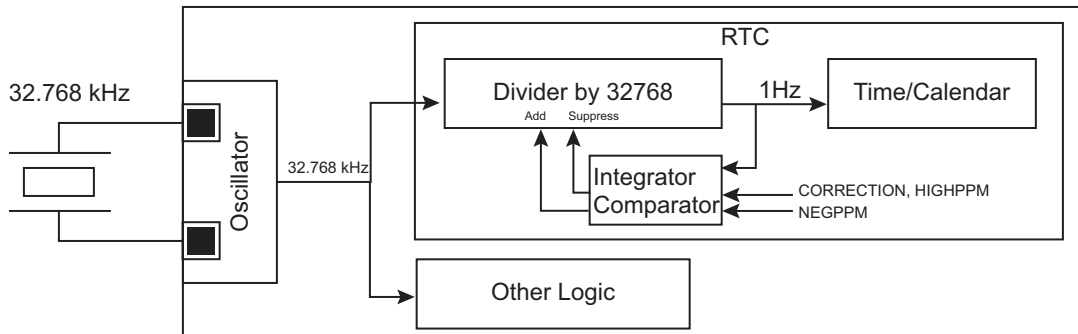 RTC
32.768 kHz
Divider by 32768
1Hz
Time/Calendar
Add
Suppress
Oscillator
32.768 kHz
Integrator
Comparator
CORRECTION, HIGHPPM
NEGPPM
Other Logic